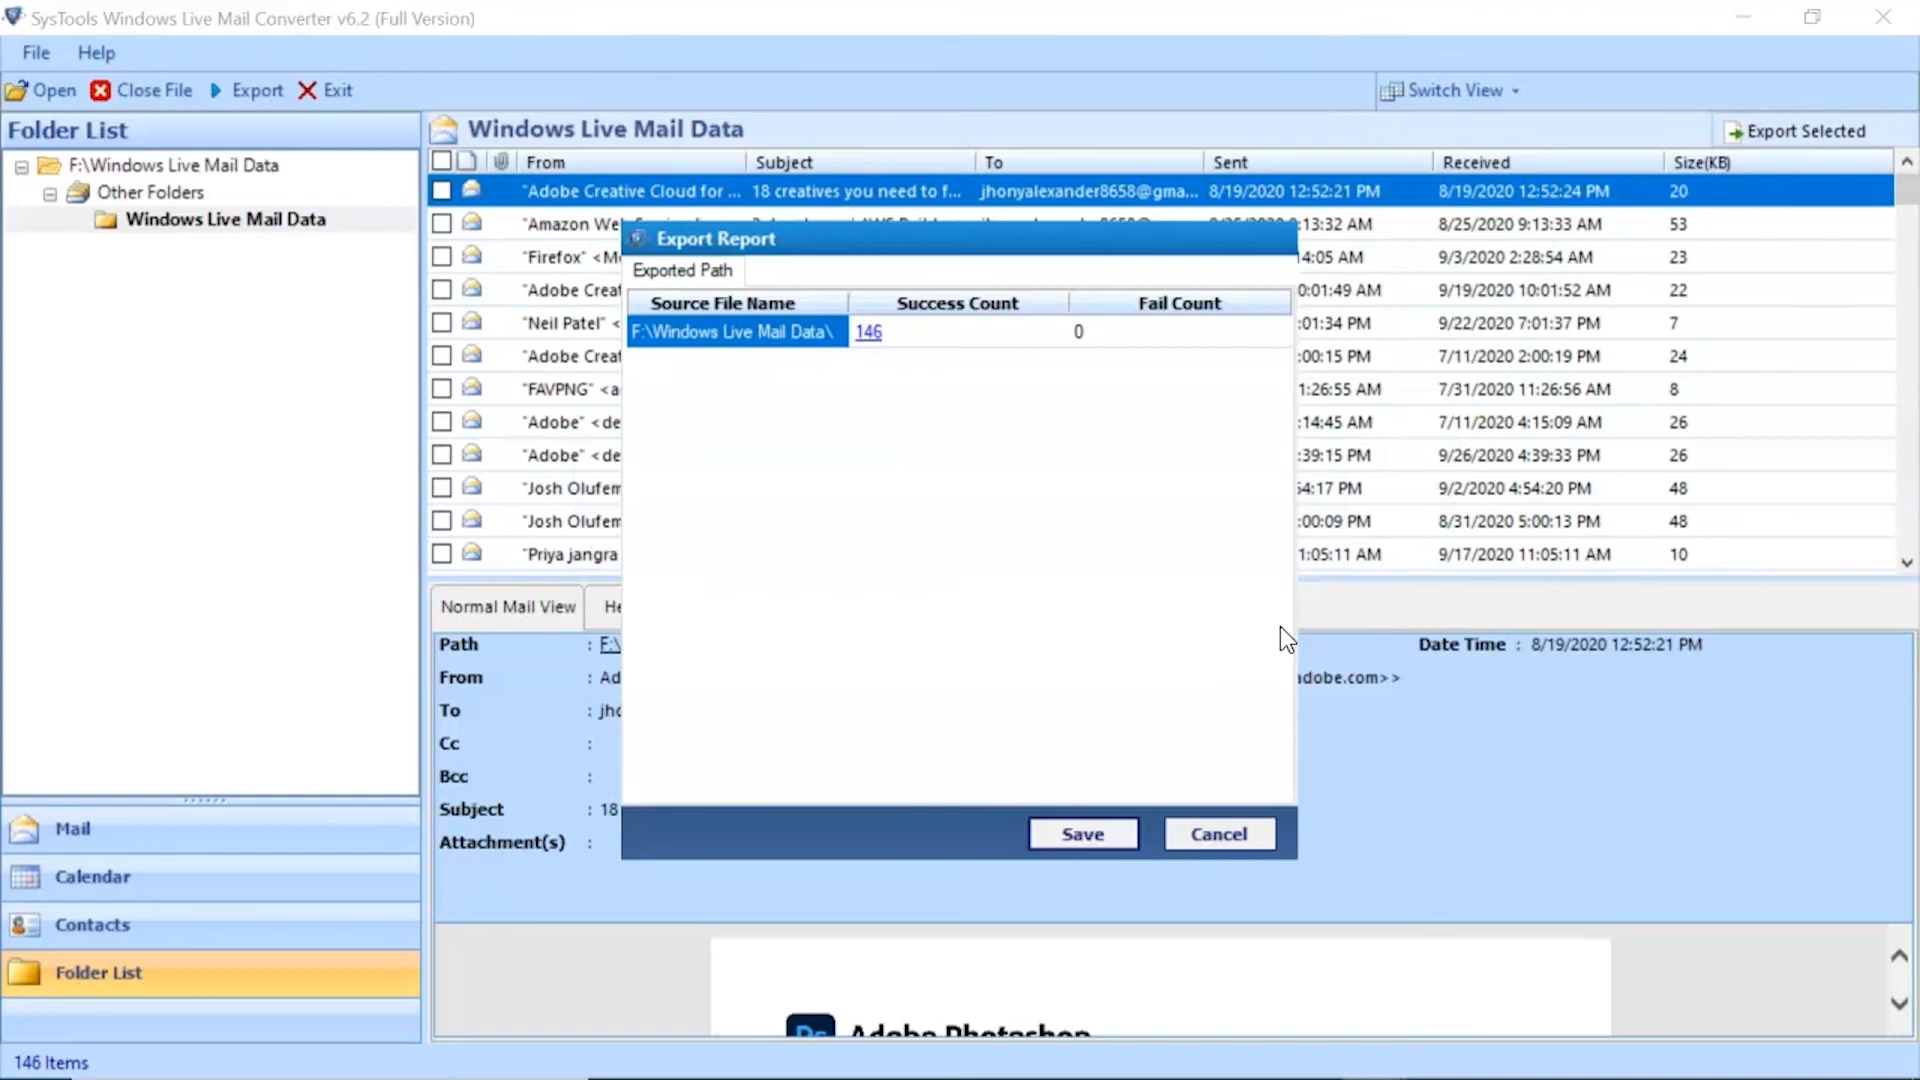 SysTools Windows Live Mail Converter v6.2 (Full Version)
File Help
Open Close File Export Exit Switch View
Folder List
F:\Windows Live Mail Data
Other Folders
Windows Live Mail Data
Windows Live Mail Data Export Selected
From Subject To Sent Received Size(KB)
"Adobe Creative Cloud for ... 18 creatives you need to f... jhonyalexander8658@gma... 8/19/2020 12:52:21 PM 8/19/2020 12:52:24 PM 20
"Amazon We :13:32 AM 8/25/2020 9:13:33 AM 53
"Firefox" <M 14:05 AM 9/3/2020 2:28:54 AM 23
"Adobe Creat 0:01:49 AM 9/19/2020 10:01:52 AM 22
"Neil Patel" < :01:34 PM 9/22/2020 7:01:37 PM 7
"Adobe Creat :00:15 PM 7/11/2020 2:00:19 PM 24
"FAVPNG" <a 1:26:55 AM 7/31/2020 11:26:56 AM 8
"Adobe" <de :14:45 AM 7/11/2020 4:15:09 AM 26
"Adobe" <de :39:15 PM 9/26/2020 4:39:33 PM 26
"Josh Olufem 54:17 PM 9/2/2020 4:54:20 PM 48
"Josh Olufem :00:09 PM 8/31/2020 5:00:13 PM 48
"Priya jangra 1:05:11 AM 9/17/2020 11:05:11 AM 10
Export Report
Exported Path
Source File Name Success Count Fail Count
F:\Windows Live Mail Data\ 146 0
Save Cancel
Normal Mail View He
Path : F:\ Date Time : 8/19/2020 12:52:21 PM
From : Ad adobe.com>>
To : jho
Cc :
Bcc :
Subject : 18
Attachment(s) :
Ps Adobe Photoshop
Mail
Calendar
Contacts
Folder List
146 Items